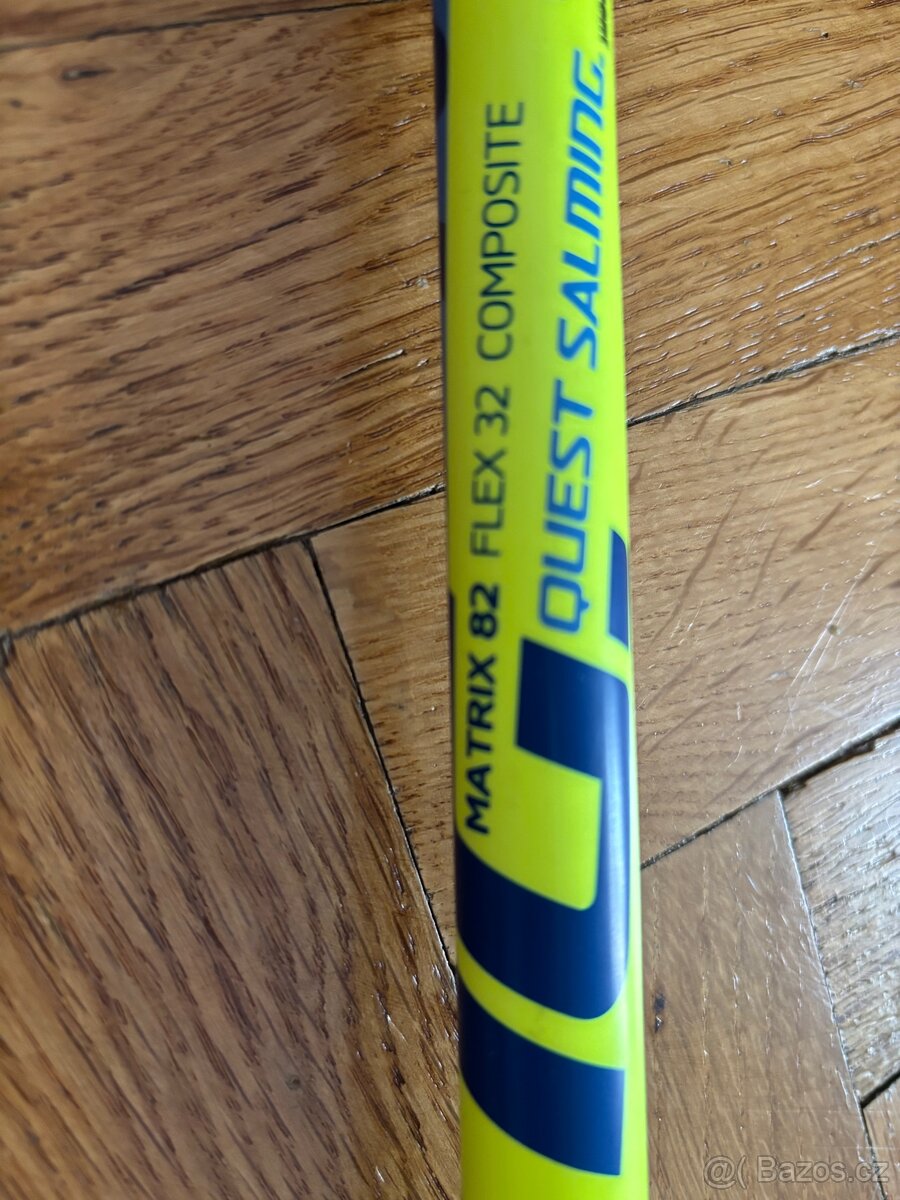 MATRIX 82 FLEX 32 COMPOSITE
QUEST SALMING.
@( Bazos.cz